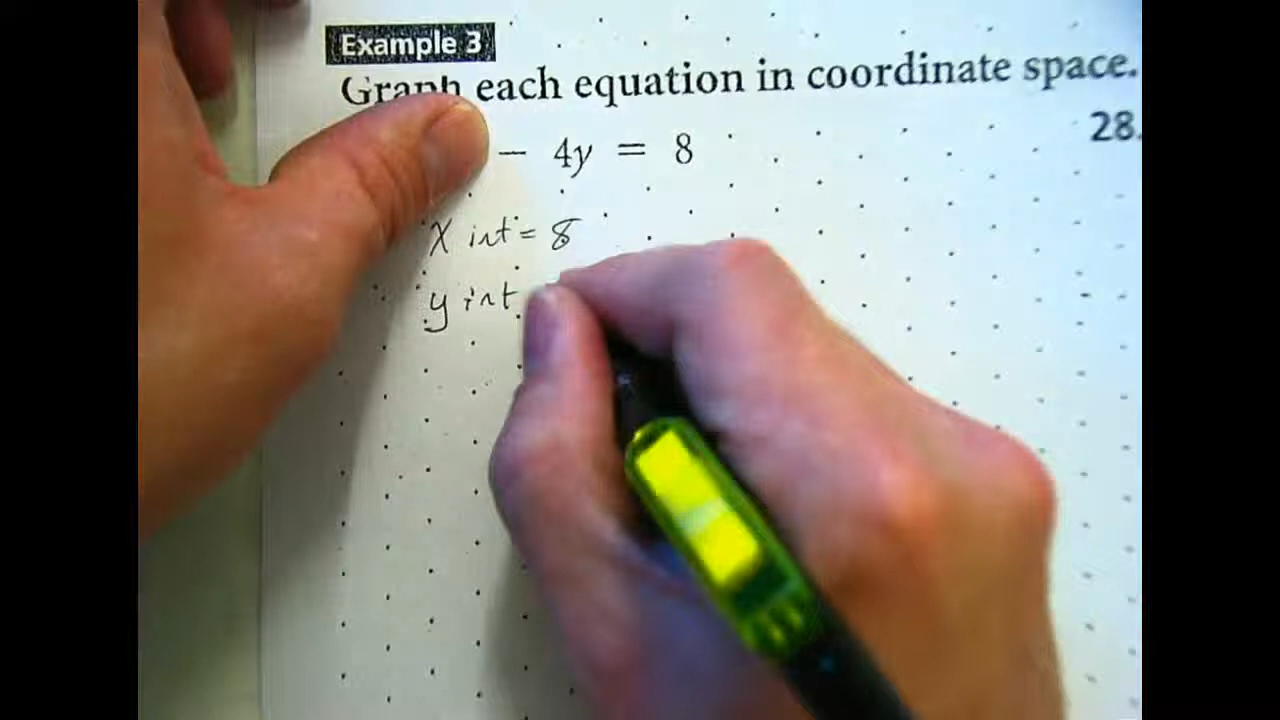 Example 3
Graph each equation in coordinate space.
28.
− 4y = 8
x int = 8
y int